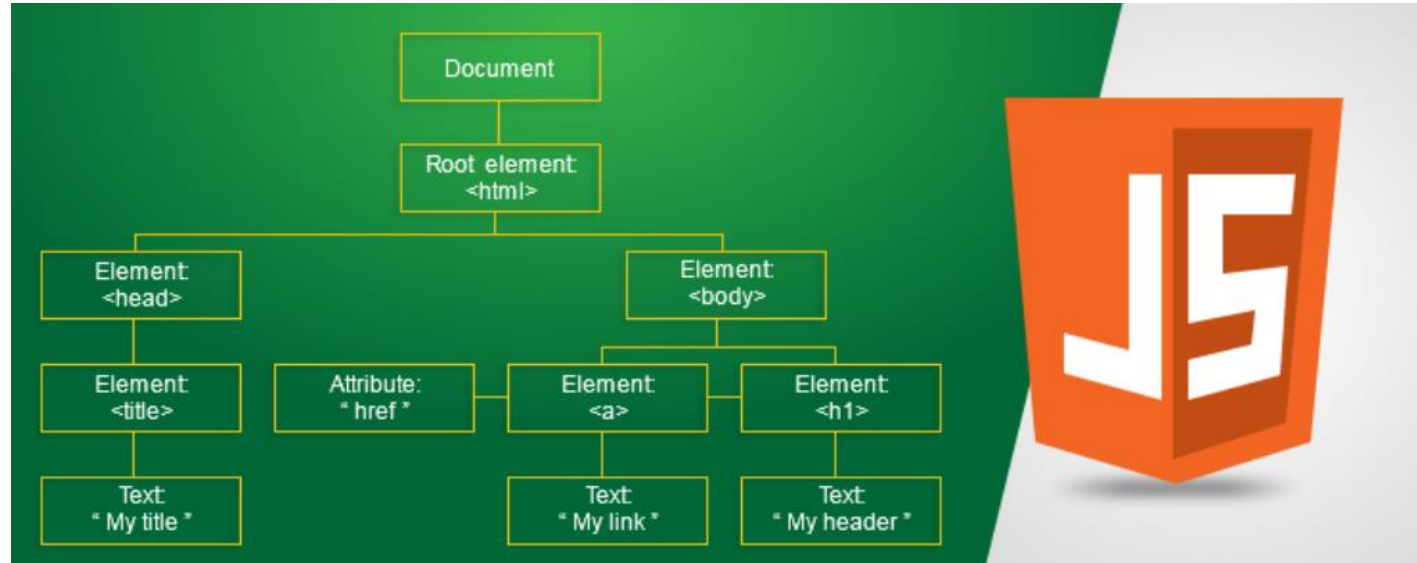 Document
Root element:
<html>
Element:
<head>
Element:
<body>
Element:
<title>
Attribute:
“ href ”
Element:
<a>
Element:
<h1>
Text:
“ My title ”
Text:
“ My link ”
Text:
“ My header ”
JS